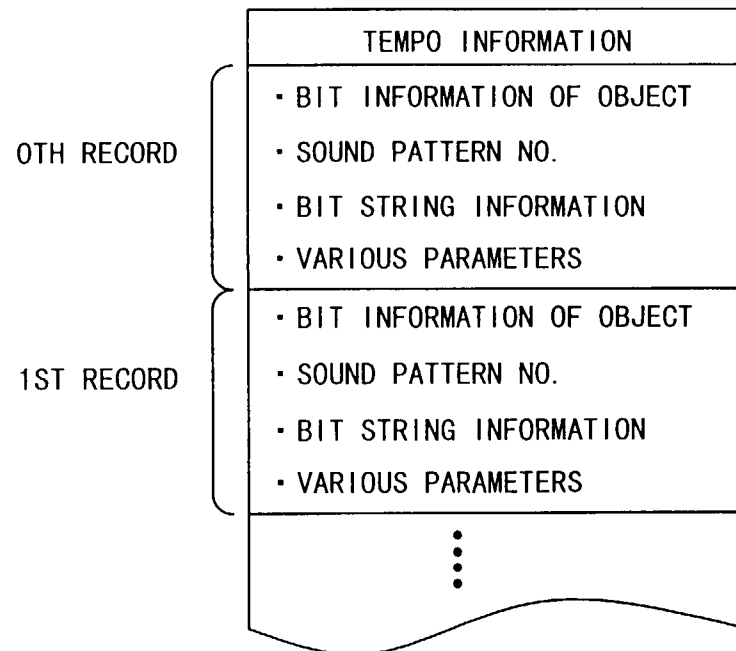 TEMPO INFORMATION
· BIT INFORMATION OF OBJECT
0TH RECORD · SOUND PATTERN NO.
· BIT STRING INFORMATION
· VARIOUS PARAMETERS
· BIT INFORMATION OF OBJECT
1ST RECORD · SOUND PATTERN NO.
· BIT STRING INFORMATION
· VARIOUS PARAMETERS